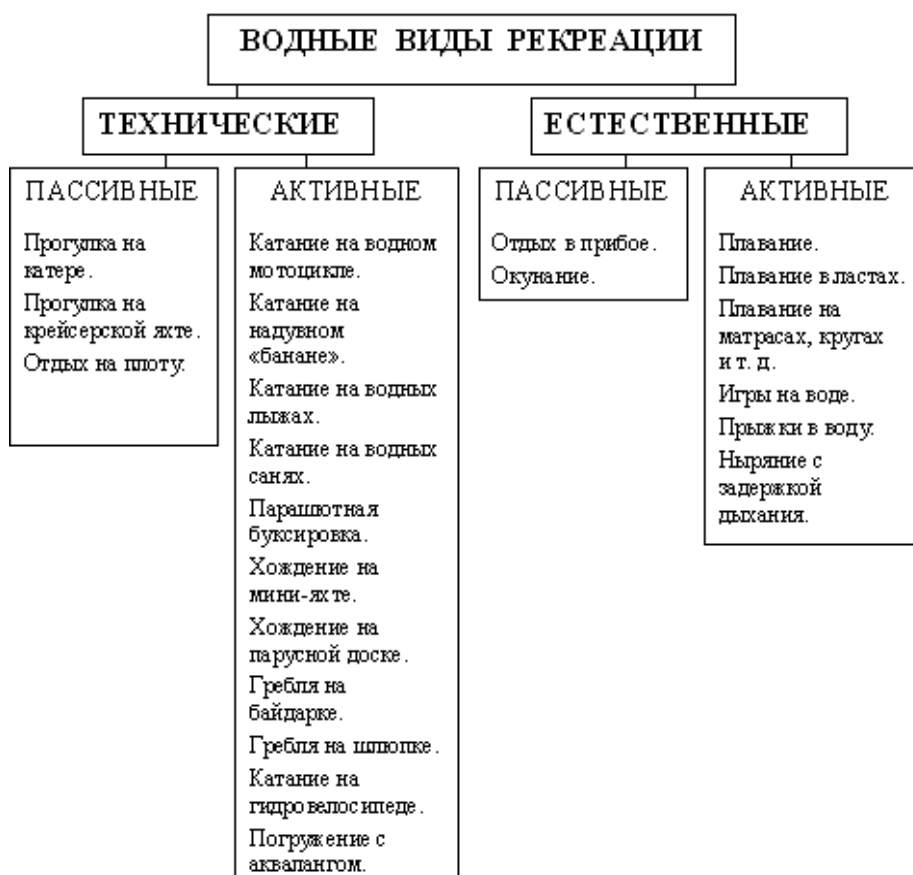 ВОДНЫЕ ВИДЫ РЕКРЕАЦИИ
ТЕХНИЧЕСКИЕ
ЕСТЕСТВЕННЫЕ
ПАССИВНЫЕ
Прогулка на
катере.
Прогулка на
крейсерской яхте.
Отдых на плоту.
АКТИВНЫЕ
Катание на водном
мотоцикле.
Катание на
надувном
«банане».
Катание на водных
лыжах.
Катание на водных
санях.
Парашютная
буксировка.
Хождение на
мини-яхте.
Хождение на
парусной доске.
Гребля на
байдарке.
Гребля на шлюпке.
Катание на
гидровелосипеде.
Погружение с
аквалангом.
ПАССИВНЫЕ
Отдых в прибое.
Окунание.
АКТИВНЫЕ
Плавание.
Плавание в ластах.
Плавание на
матрасах, кругах
и т. д.
Игры на воде.
Прыжки в воду.
Ныряние с
задержкой
дыхания.